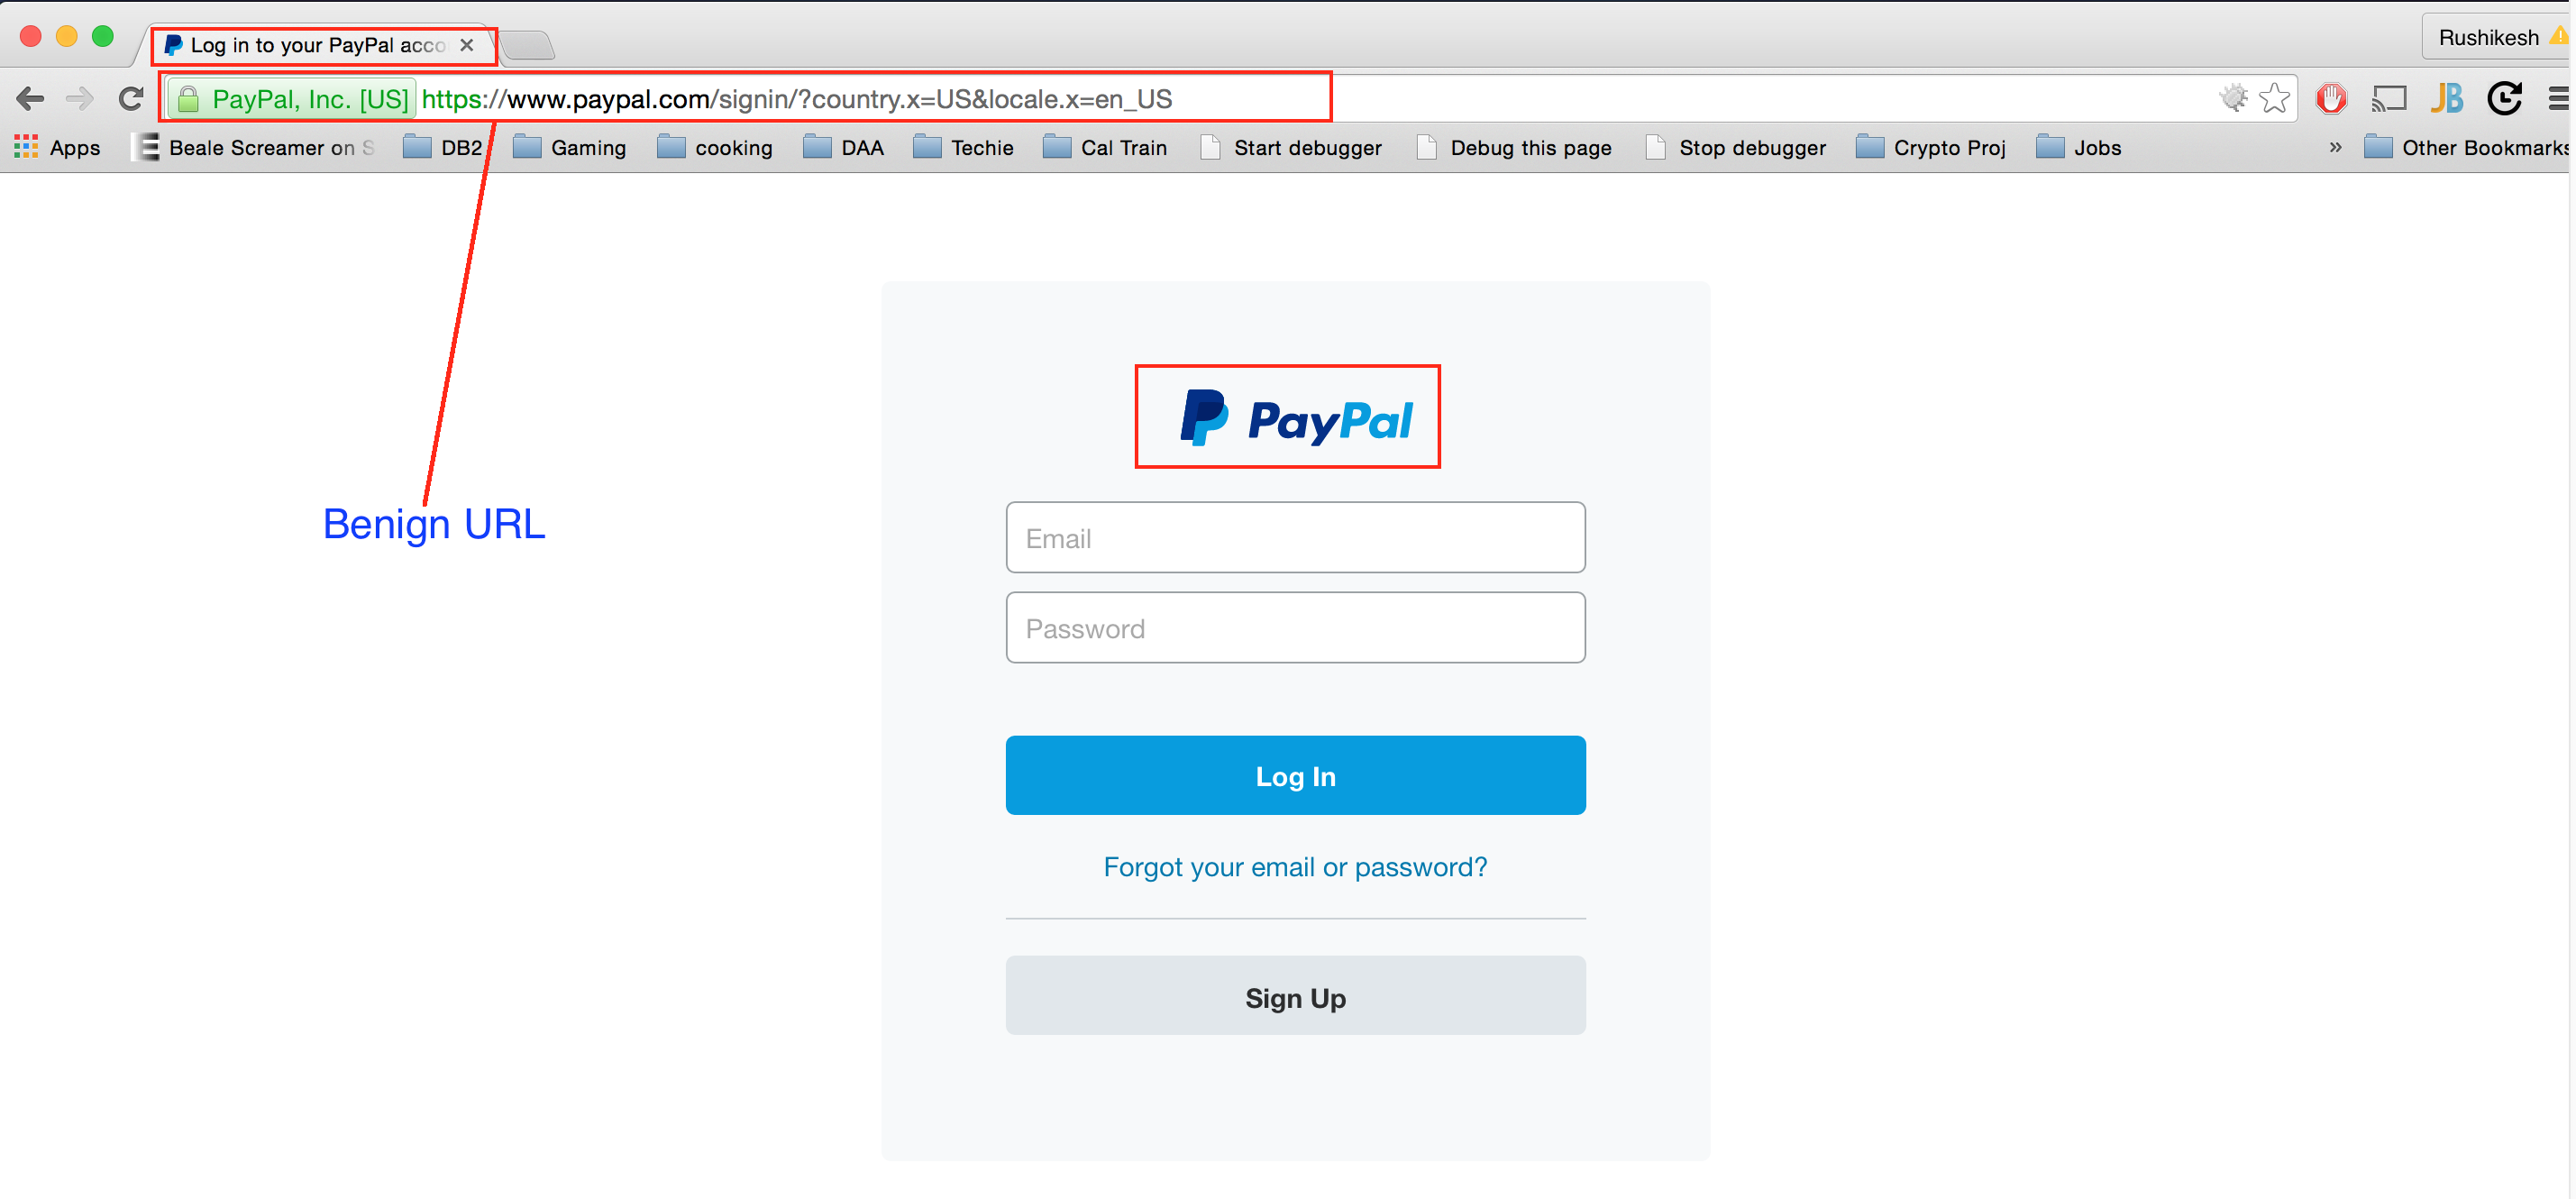 Log in to your PayPal acco
Rushikesh
PayPal, Inc. [US] https://www.paypal.com/signin/?country.x=US&locale.x=en_US
JB
Apps Beale Screamer on S DB2 Gaming cooking DAA Techie Cal Train Start debugger Debug this page Stop debugger Crypto Proj Jobs » Other Bookmarks
PayPal
Benign URL
Email
Password
Log In
Forgot your email or password?
Sign Up